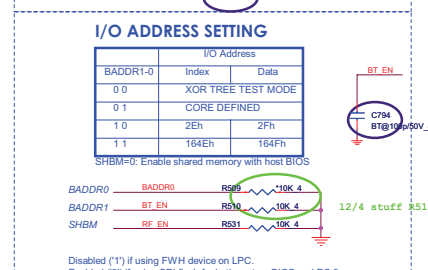 I/O ADDRESS SETTING
I/O Address
BADDR1-0 Index Data
0 0 XOR TREE TEST MODE
0 1 CORE DEFINED
1 0 2Eh 2Fh
1 1 164Eh 164Fh
SHBM=0: Enable shared memory with host BIOS
BT_EN
C794
BT@100p/50V_
BADDR0 BADDR0 R509 *10K_4
BADDR1 BT_EN R510 10K_4
SHBM RF_EN R531 10K_4
12/4 stuff R51
Disabled ('1') if using FWH device on LPC.